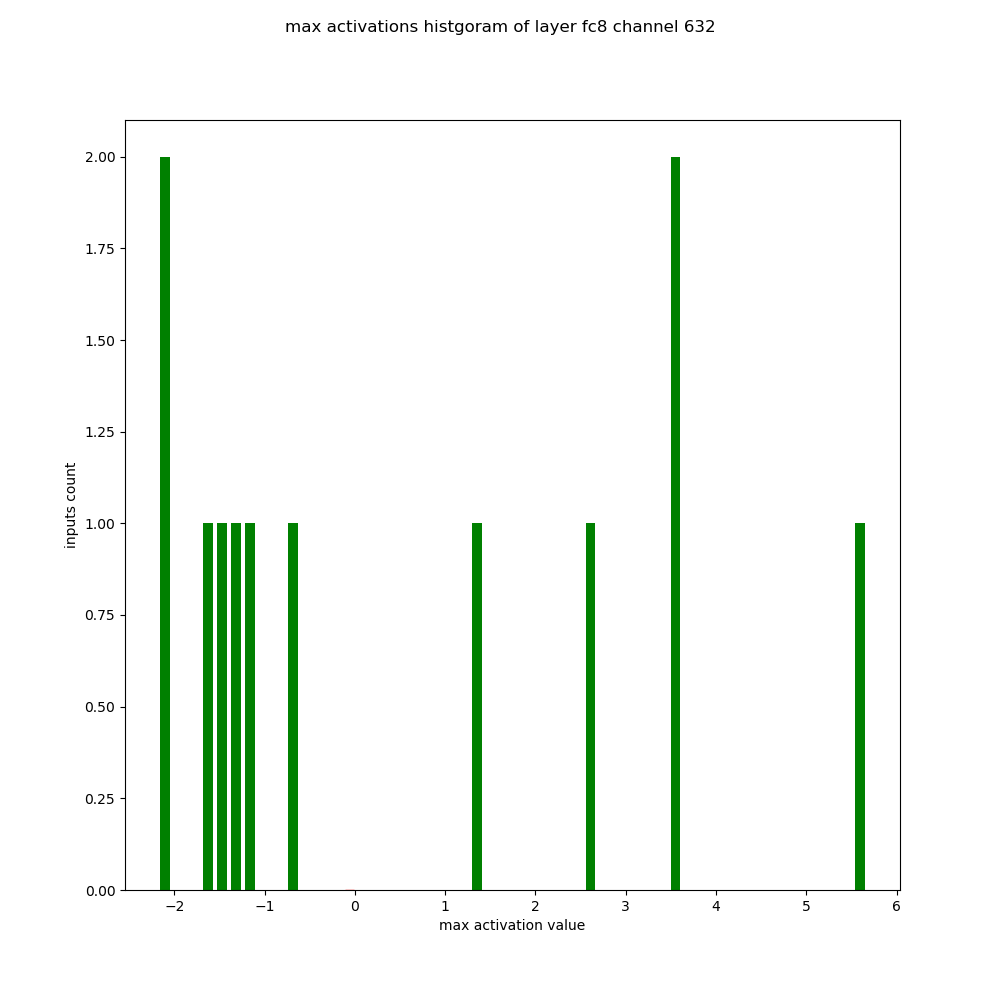 max activations histgoram of layer fc8 channel 632
2.00
1.75
1.50
1.25
1.00
0.75
0.50
0.25
0.00
inputs count
−2 −1 0 1 2 3 4 5 6
max activation value